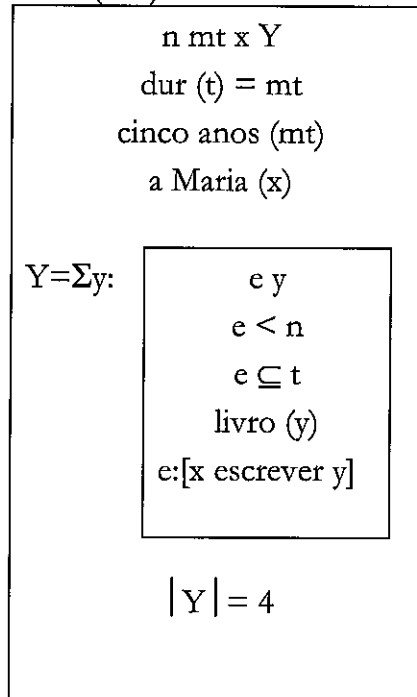 n mt x Y
dur (t) = mt
cinco anos (mt)
a Maria (x)
Y=Σy:
e y
e < n
e ⊆ t
livro (y)
e:[x escrever y]
|Y| = 4